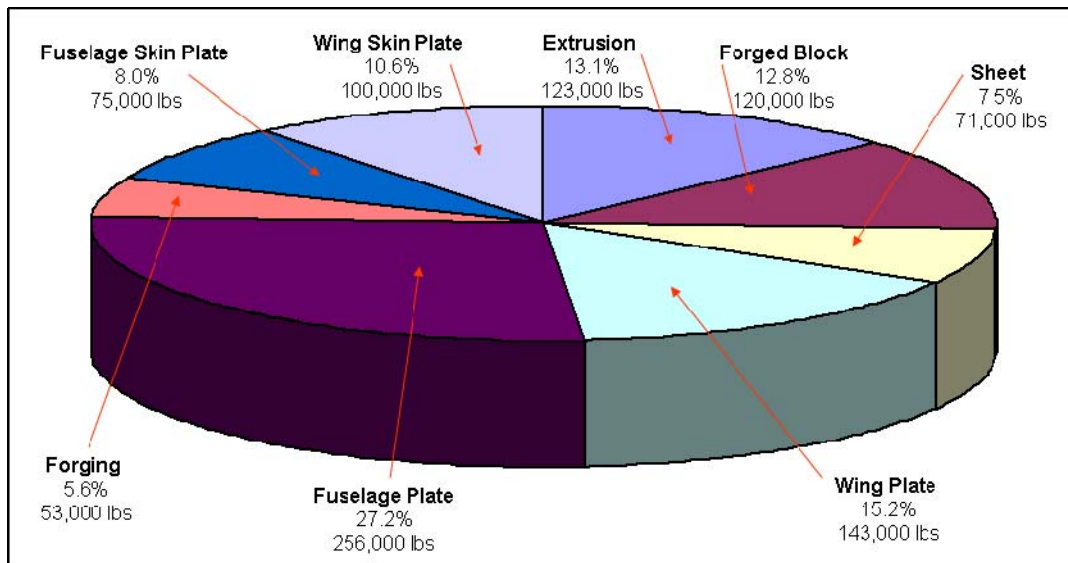 Fuselage Skin Plate
8.0%
75,000 lbs
Wing Skin Plate
10.6%
100,000 lbs
Extrusion
13.1%
123,000 lbs
Forged Block
12.8%
120,000 lbs
Sheet
7.5%
71,000 lbs
Forging
5.6%
53,000 lbs
Fuselage Plate
27.2%
256,000 lbs
Wing Plate
15.2%
143,000 lbs